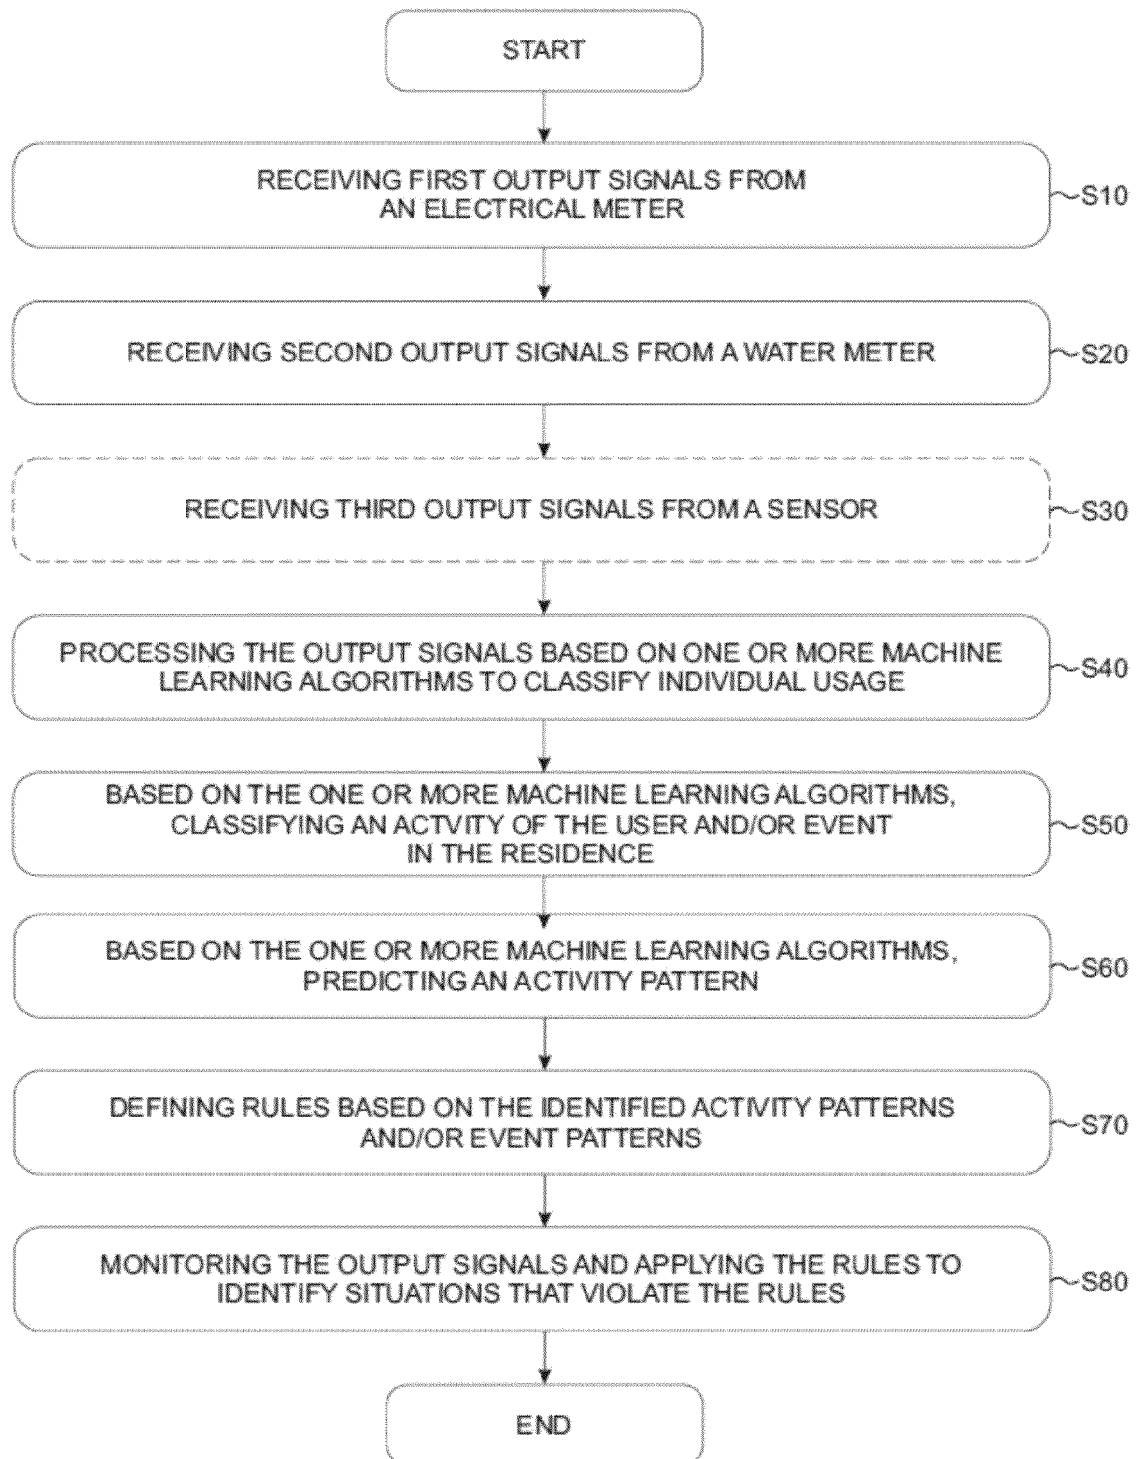 START
RECEIVING FIRST OUTPUT SIGNALS FROM
AN ELECTRICAL METER
S10
RECEIVING SECOND OUTPUT SIGNALS FROM A WATER METER
S20
RECEIVING THIRD OUTPUT SIGNALS FROM A SENSOR
S30
PROCESSING THE OUTPUT SIGNALS BASED ON ONE OR MORE MACHINE
LEARNING ALGORITHMS TO CLASSIFY INDIVIDUAL USAGE
S40
BASED ON THE ONE OR MORE MACHINE LEARNING ALGORITHMS,
CLASSIFYING AN ACTVITY OF THE USER AND/OR EVENT
IN THE RESIDENCE
S50
BASED ON THE ONE OR MORE MACHINE LEARNING ALGORITHMS,
PREDICTING AN ACTIVITY PATTERN
S60
DEFINING RULES BASED ON THE IDENTIFIED ACTIVITY PATTERNS
AND/OR EVENT PATTERNS
S70
MONITORING THE OUTPUT SIGNALS AND APPLYING THE RULES TO
IDENTIFY SITUATIONS THAT VIOLATE THE RULES
S80
END